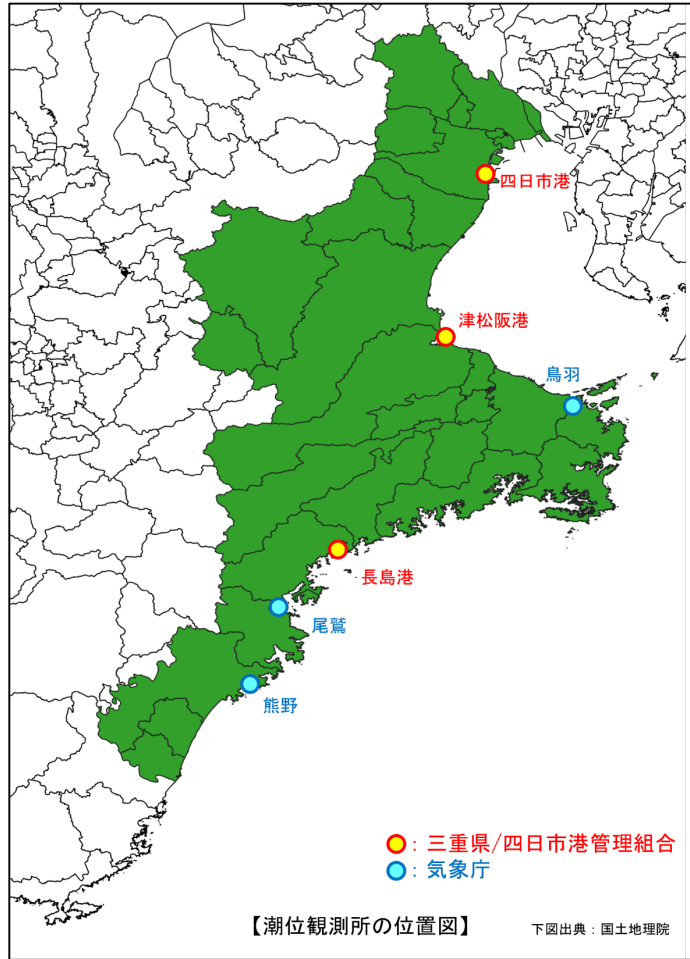 四日市港
津松阪港
鳥羽
長島港
尾鷲
熊野
：三重県/四日市港管理組合
：気象庁
【潮位観測所の位置図】
下図出典：国土地理院